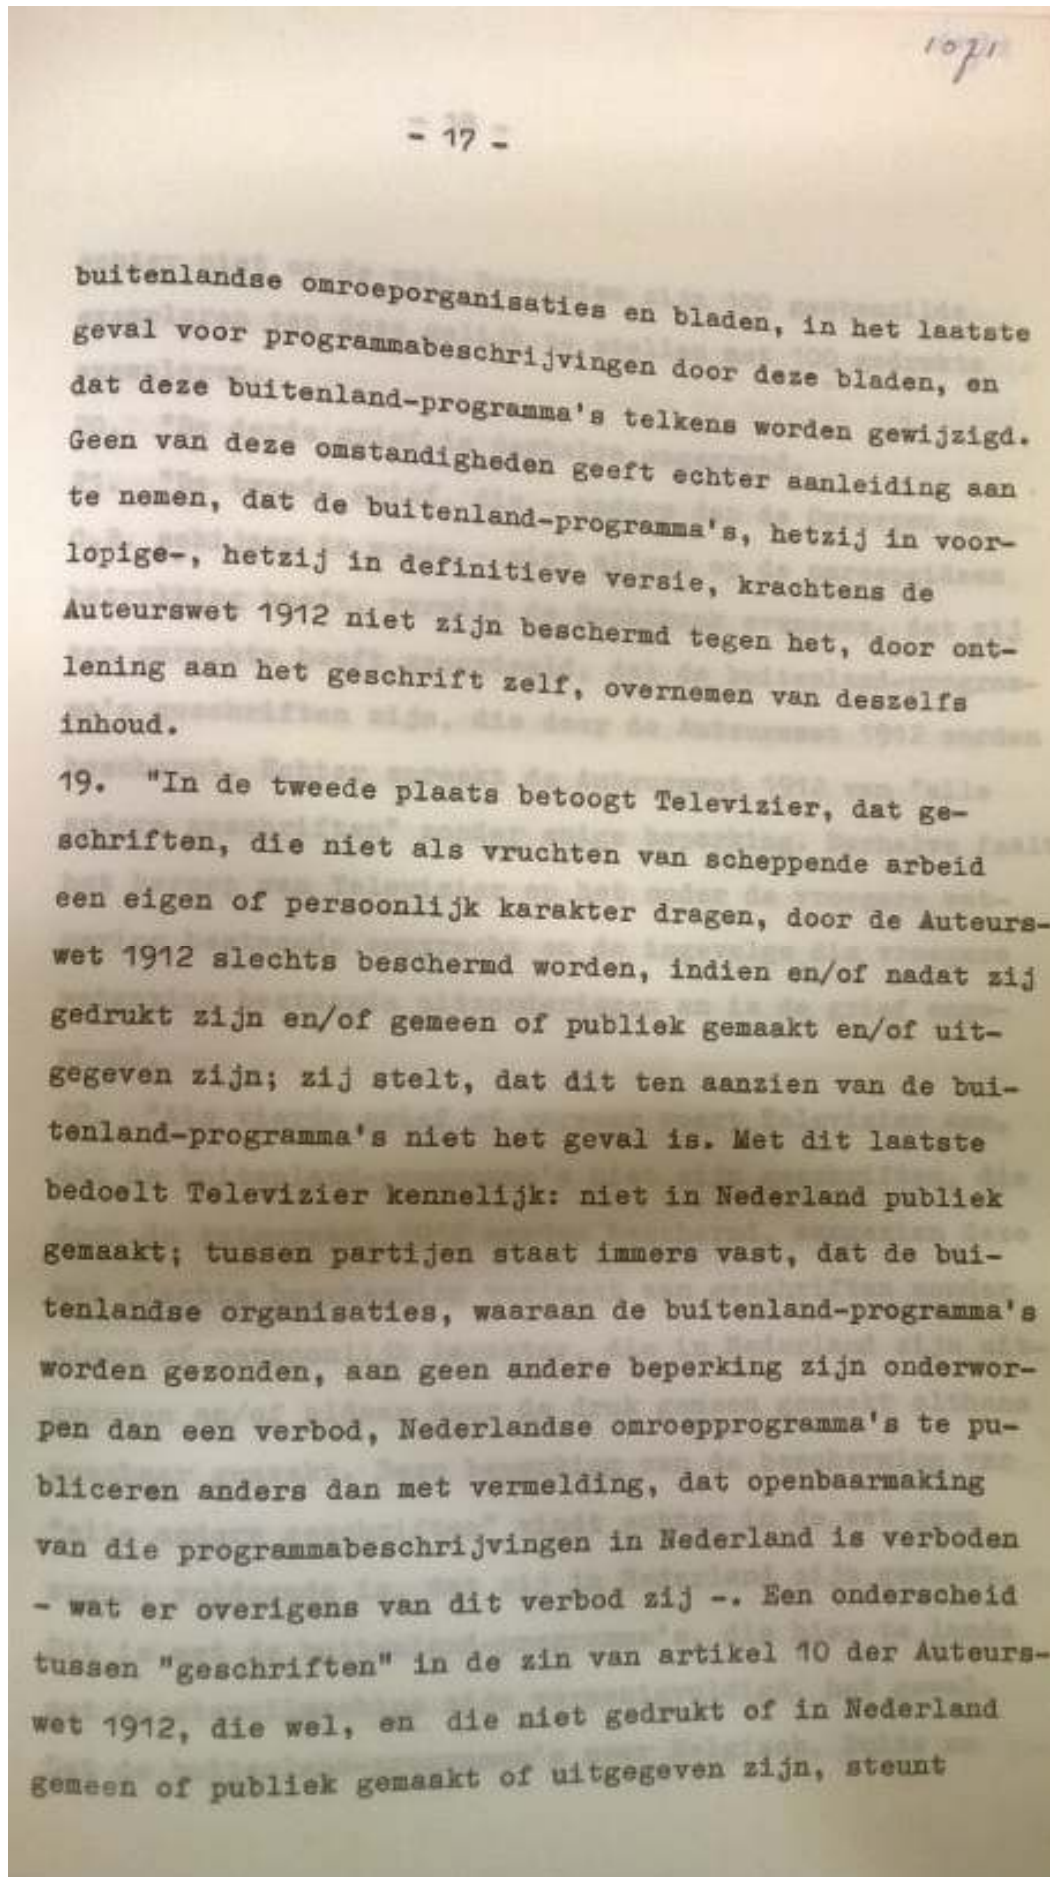 1071
- 17 -
buitenlandse omroeporganisaties en bladen, in het laatste
geval voor programmabeschrijvingen door deze bladen, en
dat deze buitenland-programma's telkens worden gewijzigd.
Geen van deze omstandigheden geeft echter aanleiding aan
te nemen, dat de buitenland-programma's, hetzij in voor-
lopige-, hetzij in definitieve versie, krachtens de
Auteurswet 1912 niet zijn beschermd tegen het, door ont-
lening aan het geschrift zelf, overnemen van deszelfs
inhoud.
19. "In de tweede plaats betoogt Televizier, dat ge-
schriften, die niet als vruchten van scheppende arbeid
een eigen of persoonlijk karakter dragen, door de Auteurs-
wet 1912 slechts beschermd worden, indien en/of nadat zij
gedrukt zijn en/of gemeen of publiek gemaakt en/of uit-
gegeven zijn; zij stelt, dat dit ten aanzien van de bui-
tenland-programma's niet het geval is. Met dit laatste
bedoelt Televizier kennelijk: niet in Nederland publiek
gemaakt; tussen partijen staat immers vast, dat de bui-
tenlandse organisaties, waaraan de buitenland-programma's
worden gezonden, aan geen andere beperking zijn onderwor-
pen dan een verbod, Nederlandse omroepprogramma's te pu-
bliceren anders dan met vermelding, dat openbaarmaking
van die programmabeschrijvingen in Nederland is verboden
- wat er overigens van dit verbod zij -. Een onderscheid
tussen "geschriften" in de zin van artikel 10 der Auteurs-
wet 1912, die wel, en die niet gedrukt of in Nederland
gemeen of publiek gemaakt of uitgegeven zijn, steunt